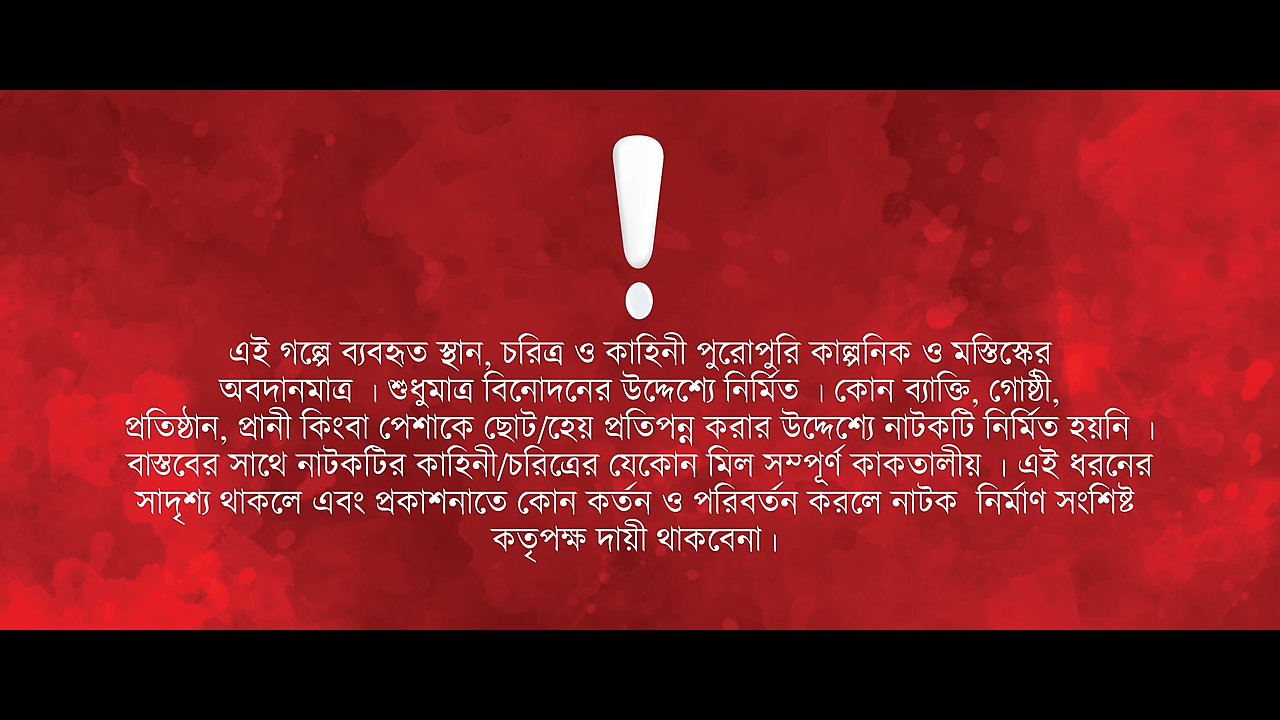 এই গল্পে ব্যবহৃত স্থান, চরিত্র ও কাহিনী পুরোপুরি কাল্পনিক ও মস্তিস্কের
অবদানমাত্র । শুধুমাত্র বিনোদনের উদ্দেশ্যে নির্মিত । কোন ব্যাক্তি, গোষ্ঠী,
প্রতিষ্ঠান, প্রানী কিংবা পেশাকে ছোট/হেয় প্রতিপন্ন করার উদ্দেশ্যে নাটকটি নির্মিত হয়নি ।
বাস্তবের সাথে নাটকটির কাহিনী/চরিত্রের যেকোন মিল সম্পূর্ণ কাকতালীয় । এই ধরনের
সাদৃশ্য থাকলে এবং প্রকাশনাতে কোন কর্তন ও পরিবর্তন করলে নাটক নির্মাণ সংশিষ্ট
কতৃপক্ষ দায়ী থাকবেনা।